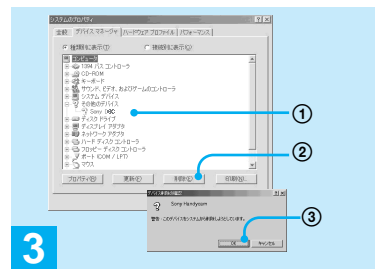 システムのプロパティ
全般 デバイス マネージャ ハードウェア プロファイル パフォーマンス
種類別に表示(T) 接続別に表示(C)
コンピュータ
1394 バス コントローラ
CD-ROM
キーボード
サウンド、ビデオ、およびゲームのコントローラ
システム デバイス
その他のデバイス
Sony DSC
ディスク ドライブ
ディスプレイ アダプタ
ネットワーク アダプタ
ハード ディスク コントローラ
フロッピー ディスク コントローラ
ポート (COM / LPT)
マウス
プロパティ(R) 更新(F) 削除(E) 印刷(N)...
①
②
デバイス削除の確認
Sony Handycam
警告: このデバイスをシステムから削除しようとしています。
OK キャンセル
③
3